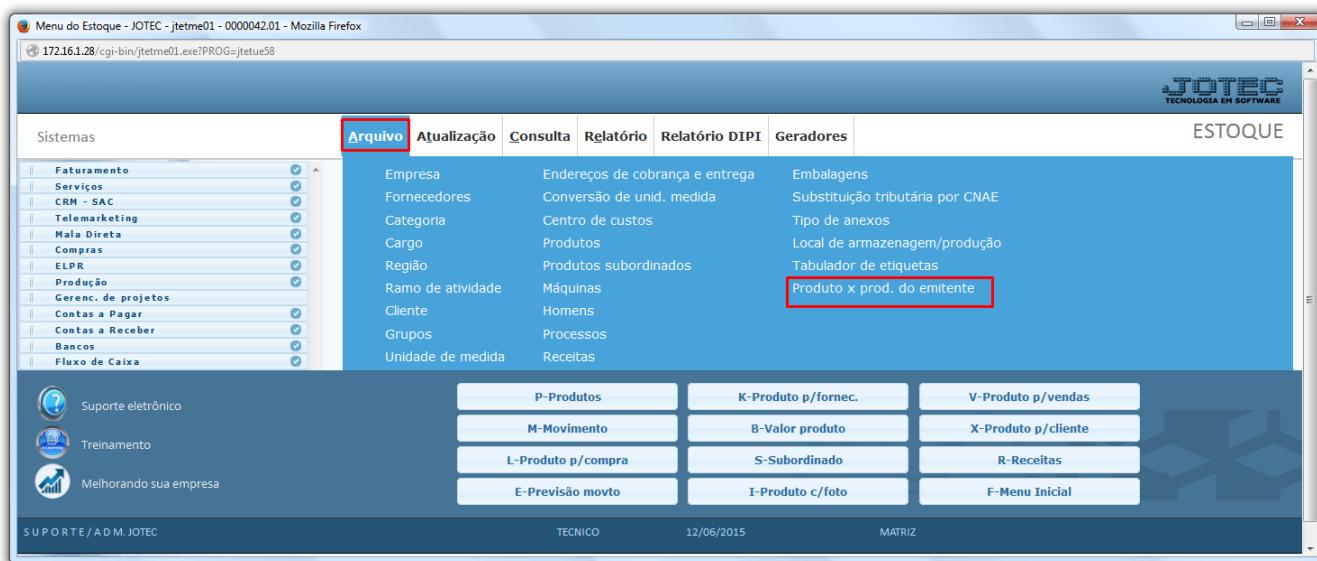 Menu do Estoque - JOTEC - jtetme01 - 0000042.01 - Mozilla Firefox
172.16.1.28/cgi-bin/jtetme01.exe?PROG=jtetue58
JOTEC
TECNOLOGIA EM SOFTWARE
Sistemas
Arquivo Atualização Consulta Relatório Relatório DIPI Geradores
ESTOQUE
Faturamento
Serviços
CRM - SAC
Telemarketing
Mala Direta
Compras
ELPR
Produção
Gerenc. de projetos
Contas a Pagar
Contas a Receber
Bancos
Fluxo de Caixa
Empresa Endereços de cobrança e entrega Embalagens
Fornecedores Conversão de unid. medida Substituição tributária por CNAE
Categoria Centro de custos Tipo de anexos
Cargo Produtos Local de armazenagem/produção
Região Produtos subordinados Tabulador de etiquetas
Ramo de atividade Máquinas Produto x prod. do emitente
Cliente Homens
Grupos Processos
Unidade de medida Receitas
Suporte eletrônico
Treinamento
Melhorando sua empresa
P-Produtos K-Produto p/fornec. V-Produto p/vendas
M-Movimento B-Valor produto X-Produto p/cliente
L-Produto p/compra S-Subordinado R-Receitas
E-Previsão movto I-Produto c/foto F-Menu Inicial
SUPORTE/ADM. JOTEC TECNICO 12/06/2015 MATRIZ